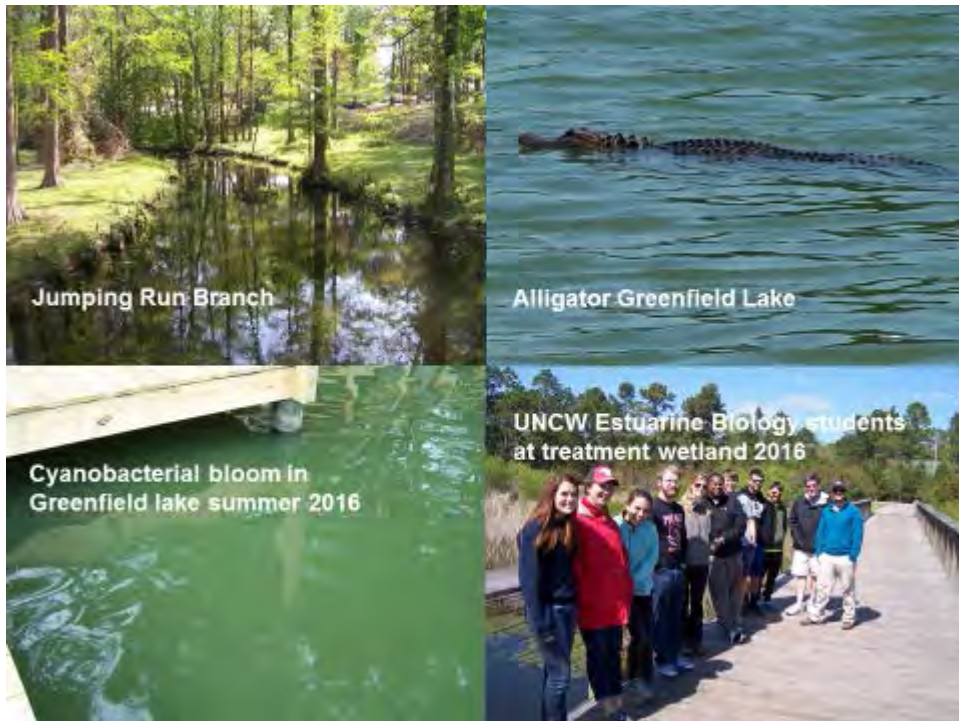 Jumping Run Branch
Alligator Greenfield Lake
Cyanobacterial bloom in
Greenfield lake summer 2016
UNCW Estuarine Biology students
at treatment wetland 2016